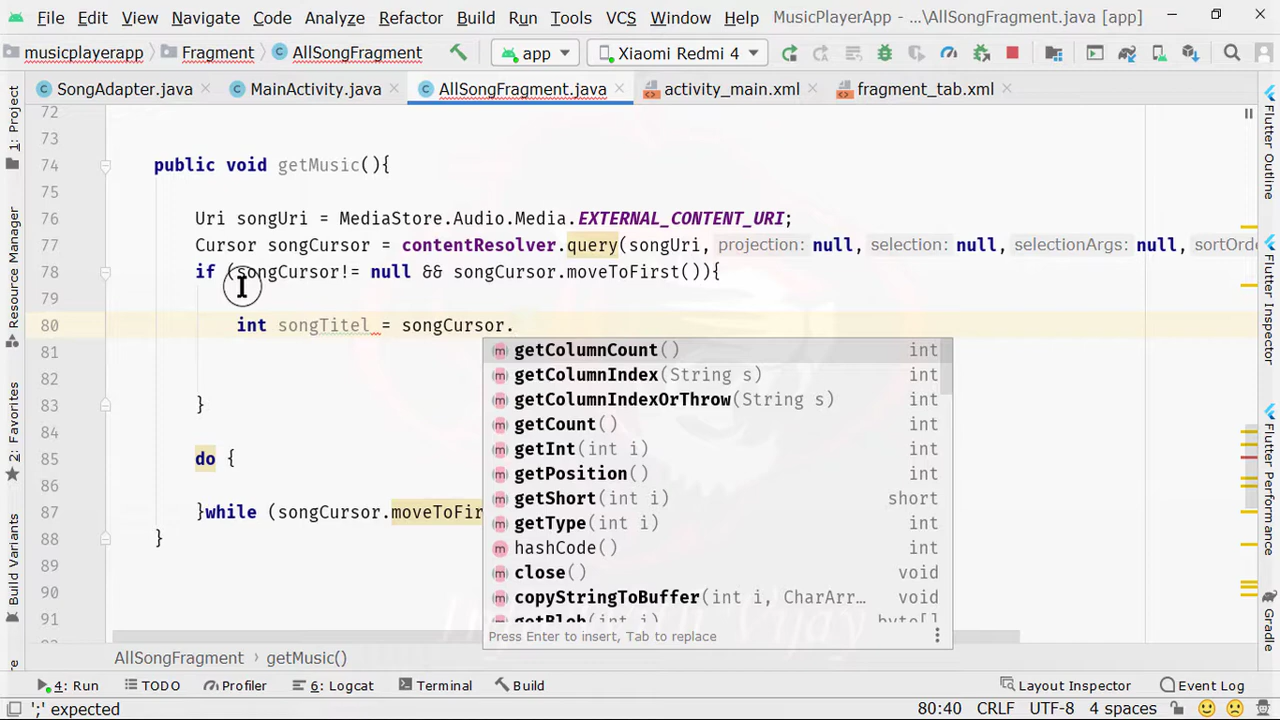 File Edit View Navigate Code Analyze Refactor Build Run Tools VCS Window Help MusicPlayerApp - ...\AllSongFragment.java [app]
musicplayerapp Fragment AllSongFragment app Xiaomi Redmi 4
SongAdapter.java MainActivity.java AllSongFragment.java activity_main.xml fragment_tab.xml
1: Project
Resource Manager
2: Favorites
Build Variants
72
73
74 public void getMusic(){
75
76 Uri songUri = MediaStore.Audio.Media.EXTERNAL_CONTENT_URI;
77 Cursor songCursor = contentResolver.query(songUri, projection: null, selection: null, selectionArgs: null, sortOrde
78 if (songCursor!= null && songCursor.moveToFirst()){
79
80 int songTitel = songCursor.
81
82
83 }
84
85 do {
86
87 }while (songCursor.moveToFir
88 }
89
90
91
getColumnCount() int
getColumnIndex(String s) int
getColumnIndexOrThrow(String s) int
getCount() int
getInt(int i) int
getPosition() int
getShort(int i) short
getType(int i) int
hashCode() int
close() void
copyStringToBuffer(int i, CharArr... void
getBlob(int i) byte[]
Press Enter to insert, Tab to replace
Flutter Outline
Flutter Inspector
Flutter Performance
Gradle
AllSongFragment getMusic()
4: Run TODO Profiler 6: Logcat Terminal Build Layout Inspector Event Log
';' expected 80:40 CRLF UTF-8 4 spaces